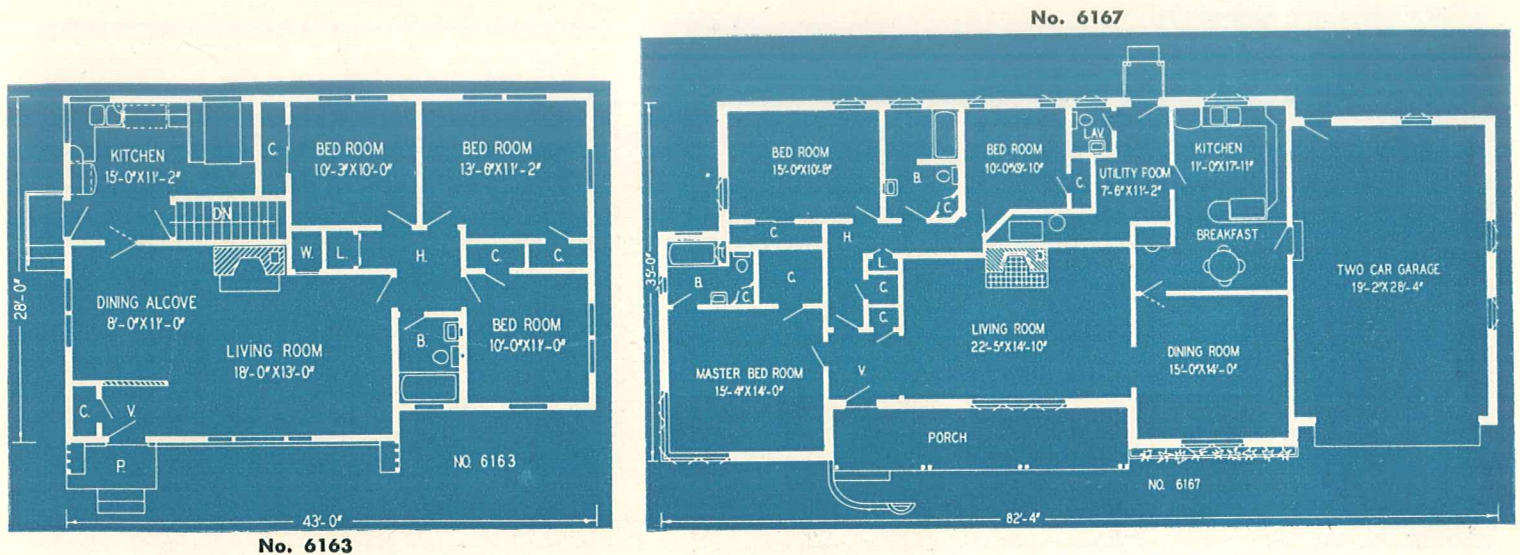 No. 6167
KITCHEN
15'-0"X11'-2"
C.
BED ROOM
10'-3"X10'-0"
BED ROOM
13'-6"X11'-2"
DN
W.
L.
H.
C.
C.
DINING ALCOVE
8'-0"X11'-0"
LIVING ROOM
18'-0"X13'-0"
B.
BED ROOM
10'-0"X11'-0"
C.
V.
P.
28'-0"
NO. 6163
43'-0"
No. 6163
BED ROOM
15'-0"X10'-8"
B.
C.
BED ROOM
10'-0"X9'-10"
C.
LAV.
UTILITY ROOM
7'-6"X11'-2"
KITCHEN
11'-0"X17'-11"
BREAKFAST
TWO CAR GARAGE
19'-2"X28'-4"
C.
H.
L.
C.
C.
B.
C.
C.
35'-0"
MASTER BED ROOM
15'-4"X14'-0"
V.
LIVING ROOM
22'-5"X14'-10"
DINING ROOM
15'-0"X14'-0"
PORCH
NO. 6167
82'-4"